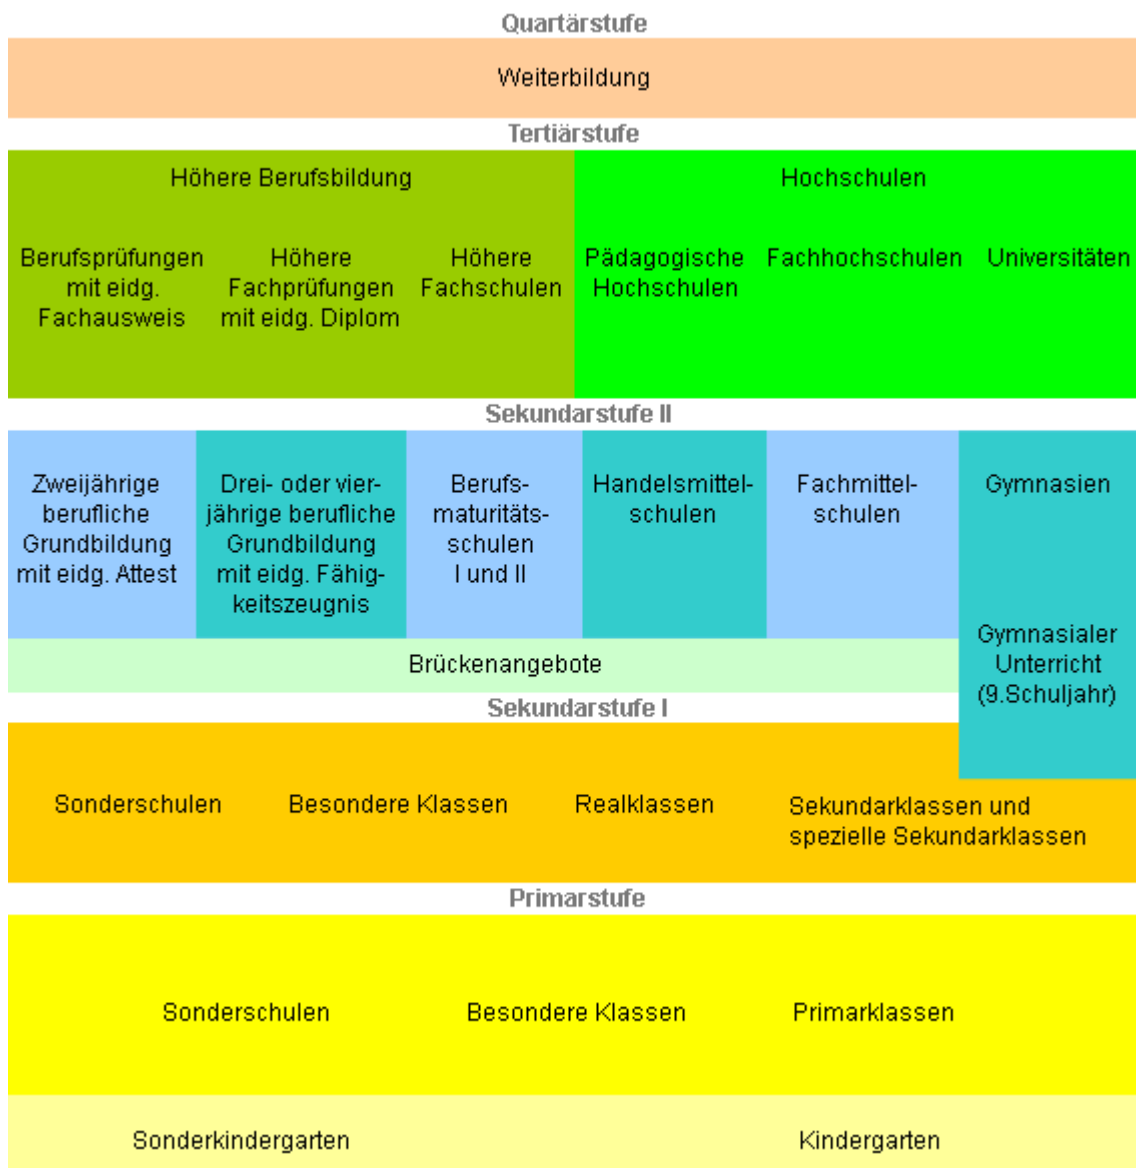 Quartärstufe
Weiterbildung
Tertiärstufe
Höhere Berufsbildung
Hochschulen
Berufsprüfungen
mit eidg.
Fachausweis
Höhere
Fachprüfungen
mit eidg. Diplom
Höhere
Fachschulen
Pädagogische
Hochschulen
Fachhochschulen
Universitäten
Sekundarstufe II
Zweijährige
berufliche
Grundbildung
mit eidg. Attest
Drei- oder vier-
jährige berufliche
Grundbildung
mit eidg. Fähig-
keitszeugnis
Berufs-
maturitäts-
schulen
I und II
Handelsmittel-
schulen
Fachmittel-
schulen
Gymnasien
Gymnasialer
Unterricht
(9.Schuljahr)
Brückenangebote
Sekundarstufe I
Sonderschulen
Besondere Klassen
Realklassen
Sekundarklassen und
spezielle Sekundarklassen
Primarstufe
Sonderschulen
Besondere Klassen
Primarklassen
Sonderkindergarten
Kindergarten